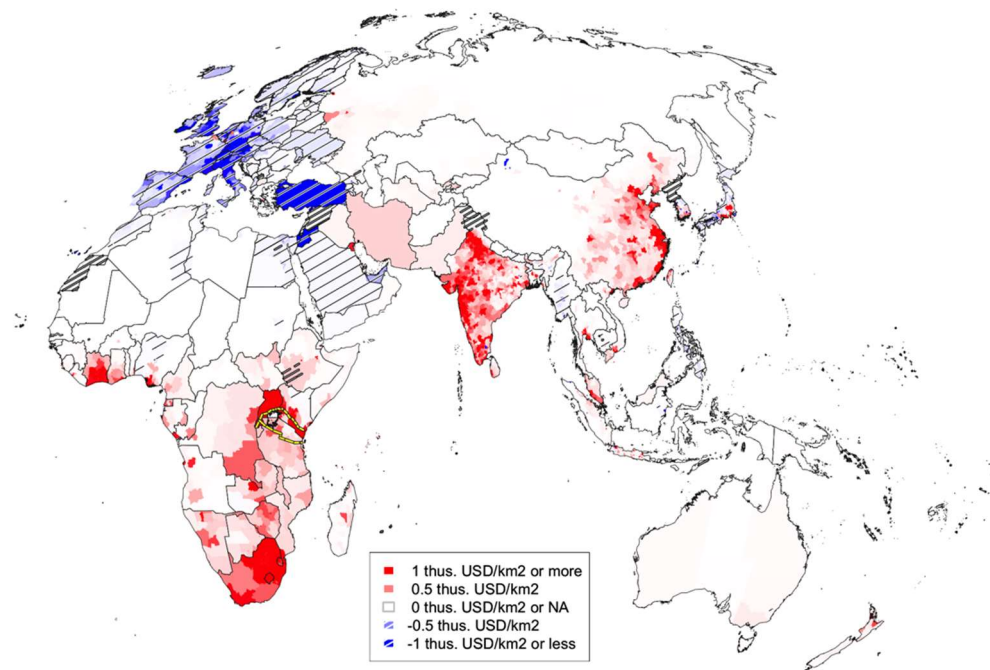 1 thus. USD/km2 or more
0.5 thus. USD/km2
0 thus. USD/km2 or NA
-0.5 thus. USD/km2
-1 thus. USD/km2 or less